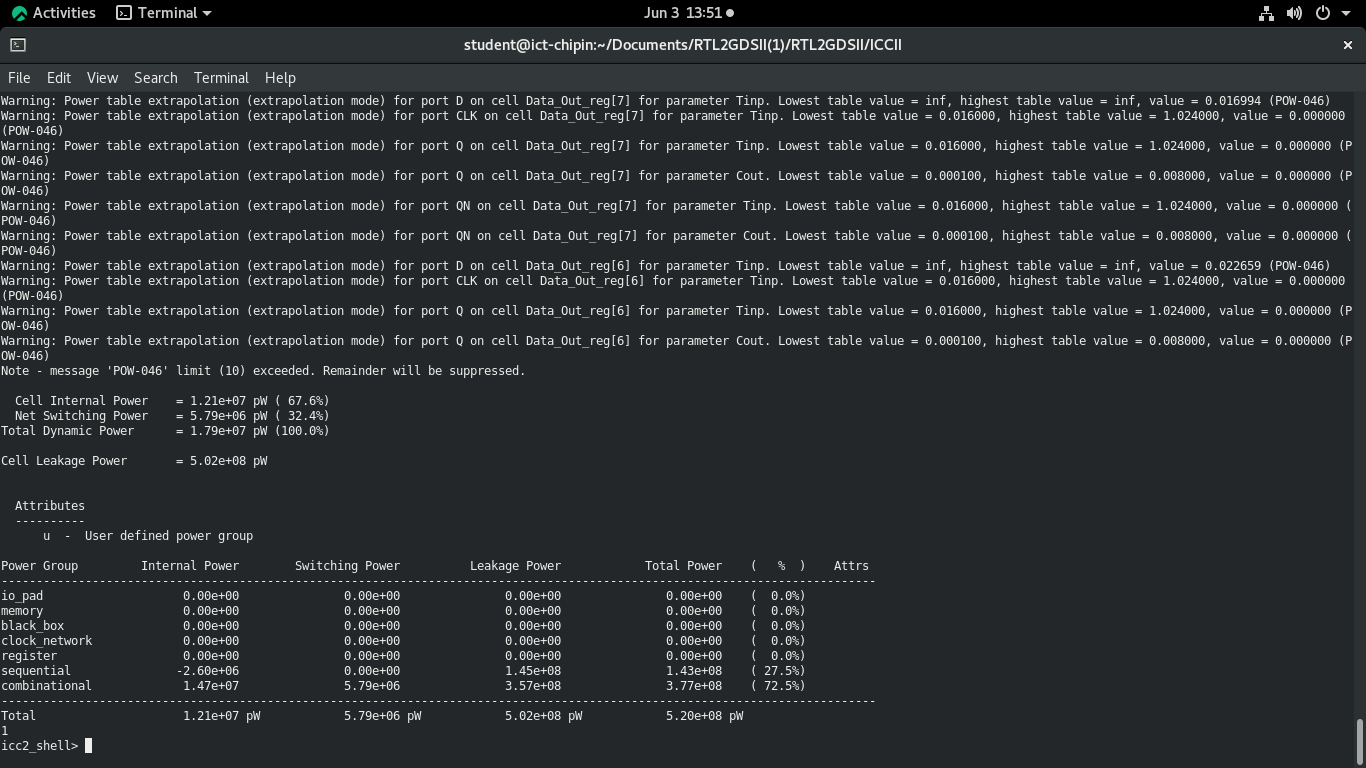 Activities Terminal Jun 3 13:51
student@ict-chipin:~/Documents/RTL2GDSII(1)/RTL2GDSII/ICCII ×
File Edit View Search Terminal Help
Warning: Power table extrapolation (extrapolation mode) for port D on cell Data_Out_reg[7] for parameter Tinp. Lowest table value = inf, highest table value = inf, value = 0.016994 (POW-046)
Warning: Power table extrapolation (extrapolation mode) for port CLK on cell Data_Out_reg[7] for parameter Tinp. Lowest table value = 0.016000, highest table value = 1.024000, value = 0.000000
(POW-046)
Warning: Power table extrapolation (extrapolation mode) for port Q on cell Data_Out_reg[7] for parameter Tinp. Lowest table value = 0.016000, highest table value = 1.024000, value = 0.000000 (P
OW-046)
Warning: Power table extrapolation (extrapolation mode) for port Q on cell Data_Out_reg[7] for parameter Cout. Lowest table value = 0.000100, highest table value = 0.008000, value = 0.000000 (P
OW-046)
Warning: Power table extrapolation (extrapolation mode) for port QN on cell Data_Out_reg[7] for parameter Tinp. Lowest table value = 0.016000, highest table value = 1.024000, value = 0.000000 (
POW-046)
Warning: Power table extrapolation (extrapolation mode) for port QN on cell Data_Out_reg[7] for parameter Cout. Lowest table value = 0.000100, highest table value = 0.008000, value = 0.000000 (
POW-046)
Warning: Power table extrapolation (extrapolation mode) for port D on cell Data_Out_reg[6] for parameter Tinp. Lowest table value = inf, highest table value = inf, value = 0.022659 (POW-046)
Warning: Power table extrapolation (extrapolation mode) for port CLK on cell Data_Out_reg[6] for parameter Tinp. Lowest table value = 0.016000, highest table value = 1.024000, value = 0.000000
(POW-046)
Warning: Power table extrapolation (extrapolation mode) for port Q on cell Data_Out_reg[6] for parameter Tinp. Lowest table value = 0.016000, highest table value = 1.024000, value = 0.000000 (P
OW-046)
Warning: Power table extrapolation (extrapolation mode) for port Q on cell Data_Out_reg[6] for parameter Cout. Lowest table value = 0.000100, highest table value = 0.008000, value = 0.000000 (P
OW-046)
Note - message 'POW-046' limit (10) exceeded. Remainder will be suppressed.
Cell Internal Power = 1.21e+07 pW ( 67.6%)
Net Switching Power = 5.79e+06 pW ( 32.4%)
Total Dynamic Power = 1.79e+07 pW (100.0%)
Cell Leakage Power = 5.02e+08 pW
Attributes
----------
u - User defined power group
Power Group Internal Power Switching Power Leakage Power Total Power ( % ) Attrs
-----------------------------------------------------------------------------------------------------------------------------
io_pad 0.00e+00 0.00e+00 0.00e+00 0.00e+00 ( 0.0%)
memory 0.00e+00 0.00e+00 0.00e+00 0.00e+00 ( 0.0%)
black_box 0.00e+00 0.00e+00 0.00e+00 0.00e+00 ( 0.0%)
clock_network 0.00e+00 0.00e+00 0.00e+00 0.00e+00 ( 0.0%)
register 0.00e+00 0.00e+00 0.00e+00 0.00e+00 ( 0.0%)
sequential -2.60e+06 0.00e+00 1.45e+08 1.43e+08 ( 27.5%)
combinational 1.47e+07 5.79e+06 3.57e+08 3.77e+08 ( 72.5%)
-----------------------------------------------------------------------------------------------------------------------------
Total 1.21e+07 pW 5.79e+06 pW 5.02e+08 pW 5.20e+08 pW
1
icc2_shell>